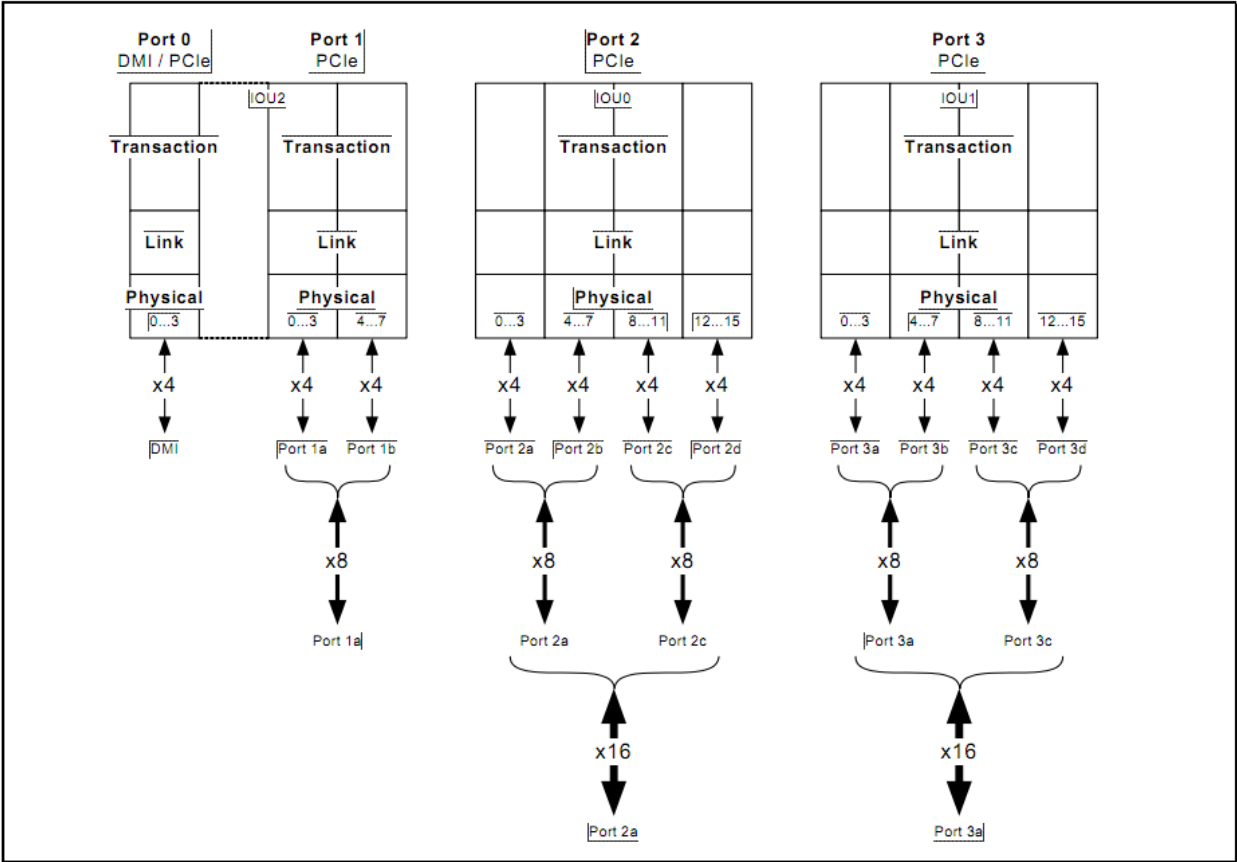 Port 0
DMI / PCIe
Port 1
PCIe
Port 2
PCIe
Port 3
PCIe
IOU2
IOU0
IOU1
Transaction
Transaction
Transaction
Transaction
Link
Link
Link
Link
Physical
Physical
Physical
Physical
0...3
0...3
4...7
0...3
4...7
8...11
12...15
0...3
4...7
8...11
12...15
x4
x4
x4
x4
x4
x4
x4
x4
x4
x4
x4
DMI
Port 1a
Port 1b
Port 2a
Port 2b
Port 2c
Port 2d
Port 3a
Port 3b
Port 3c
Port 3d
x8
x8
x8
x8
x8
Port 1a
Port 2a
Port 2c
Port 3a
Port 3c
x16
x16
Port 2a
Port 3a